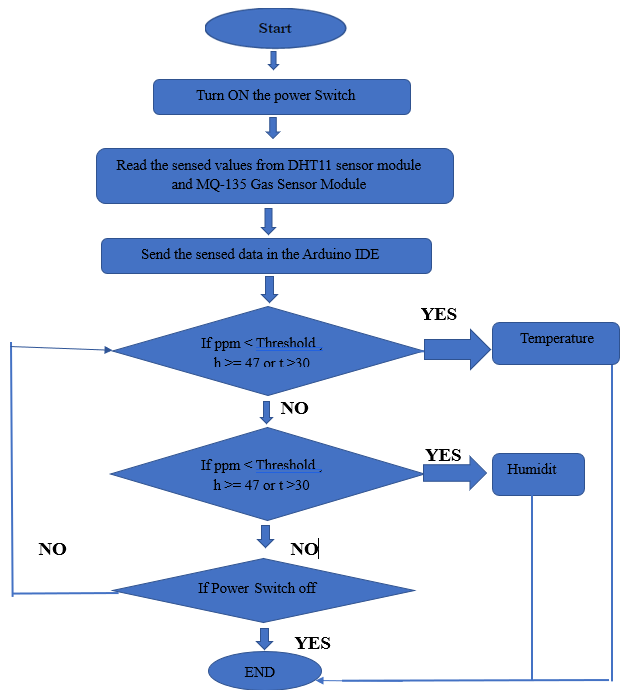 Start
Turn ON the power Switch
Read the sensed values from DHT11 sensor module
and MQ-135 Gas Sensor Module
Send the sensed data in the Arduino IDE
YES
If ppm < Threshold ,
h >= 47 or t >30
Temperature
NO
YES
If ppm < Threshold ,
h >= 47 or t >30
Humidit
NO
NO
If Power Switch off
YES
END